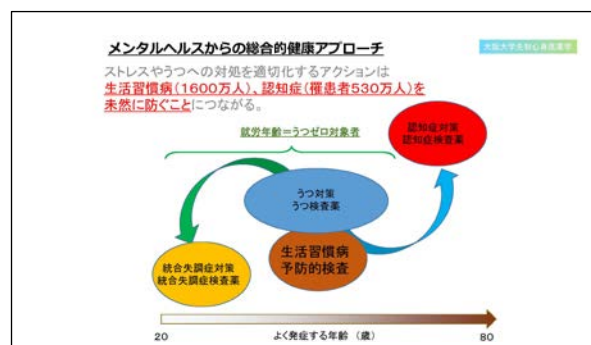 メンタルヘルスからの総合的健康アプローチ
大阪大学先制心身医薬学
ストレスやうつへの対処を適切化するアクションは
生活習慣病(1600万人)、認知症(罹患者530万人)を
未然に防ぐことにつながる。
就労年齢=うつゼロ対象者
認知症対策
認知症検査薬
うつ対策
うつ検査薬
生活習慣病
予防的検査
統合失調症対策
統合失調症検査薬
20
よく発症する年齢 (歳)
80